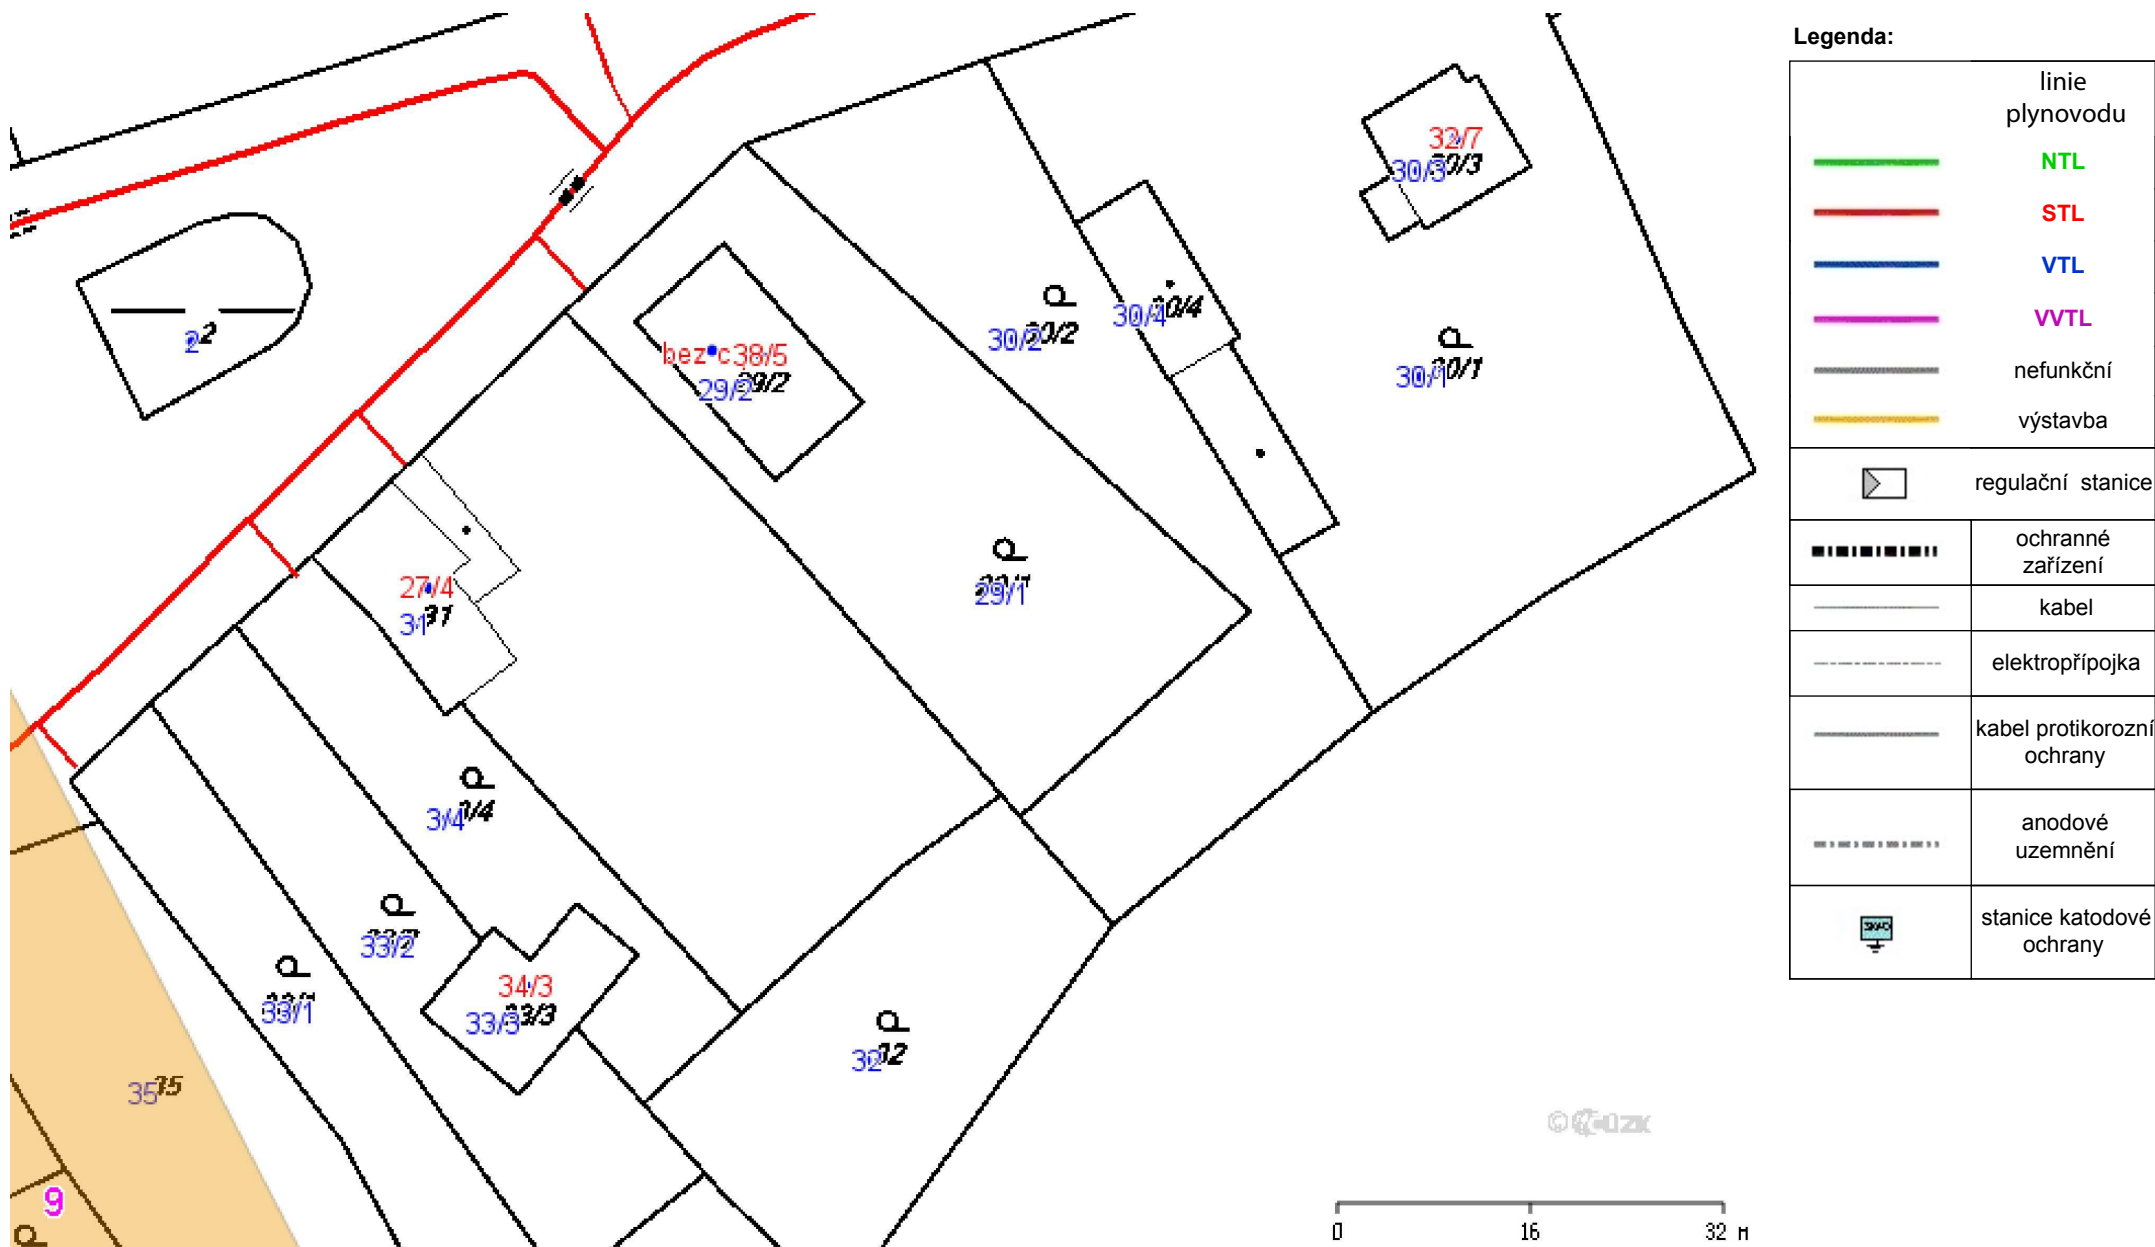 Legenda:
linie
plynovodu
NTL
STL
VTL
VVTL
nefunkční
výstavba
regulační stanice
ochranné
zařízení
kabel
elektropřípojka
kabel protikorozní
ochrany
anodové
uzemnění
stanice katodové
ochrany
32/7
30/3
30/4
30/2
30/1
2
bez c38/5
29/2
29/1
27/4
31
3/4
33/2
33/1
34/3
33/3
32
35
9
0 16 32 M